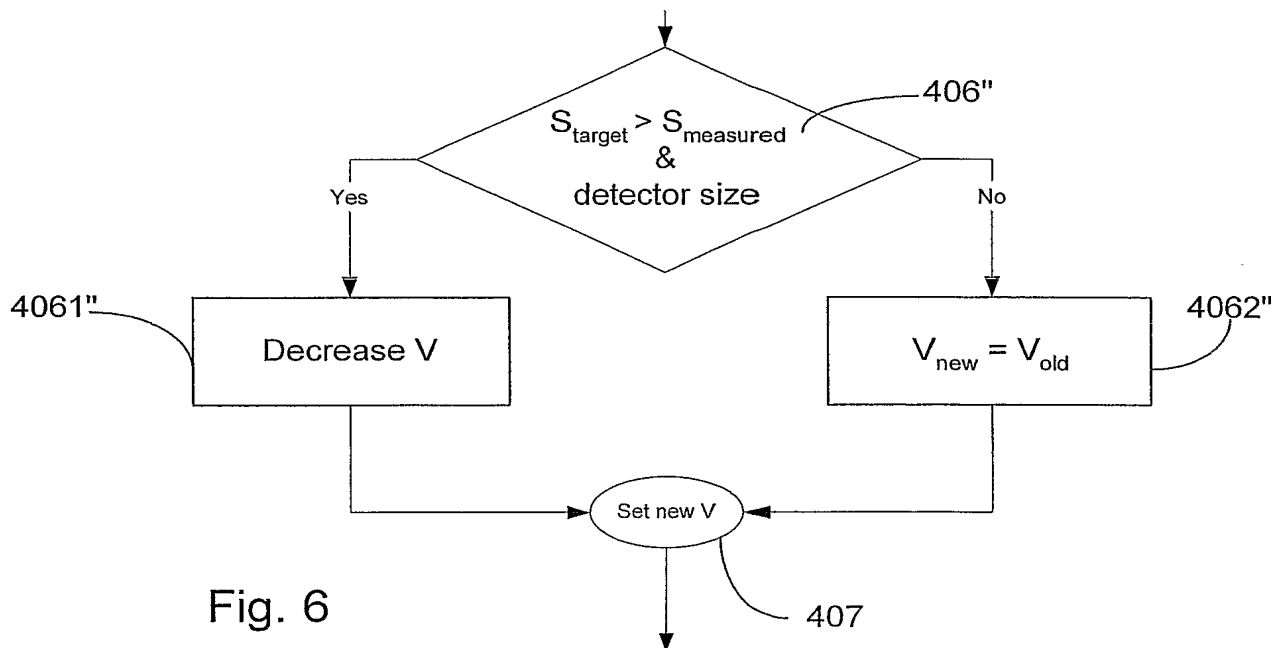 406"
S_target > S_measured
&
detector size
Yes
No
4061"
Decrease V
V_new = V_old
4062"
Set new V
407
Fig. 6